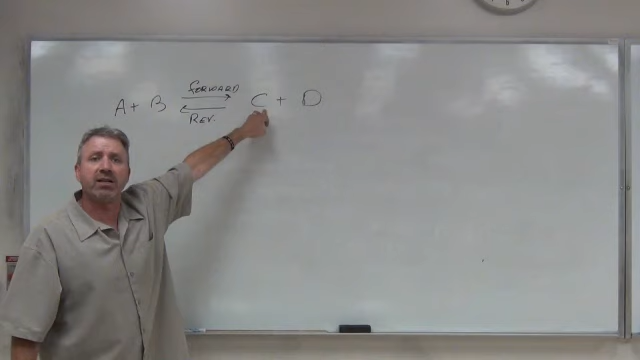 FORWARD
A + B ⇄ C + D
REV.